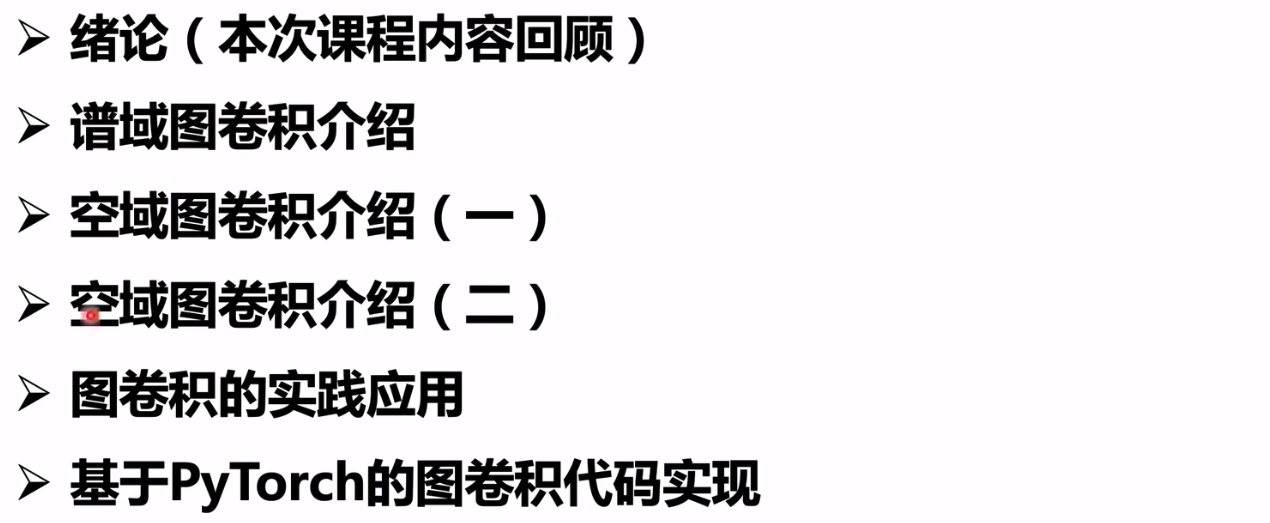 ➢ 绪论（本次课程内容回顾）
➢ 谱域图卷积介绍
➢ 空域图卷积介绍（一）
➢ 空域图卷积介绍（二）
➢ 图卷积的实践应用
➢ 基于PyTorch的图卷积代码实现